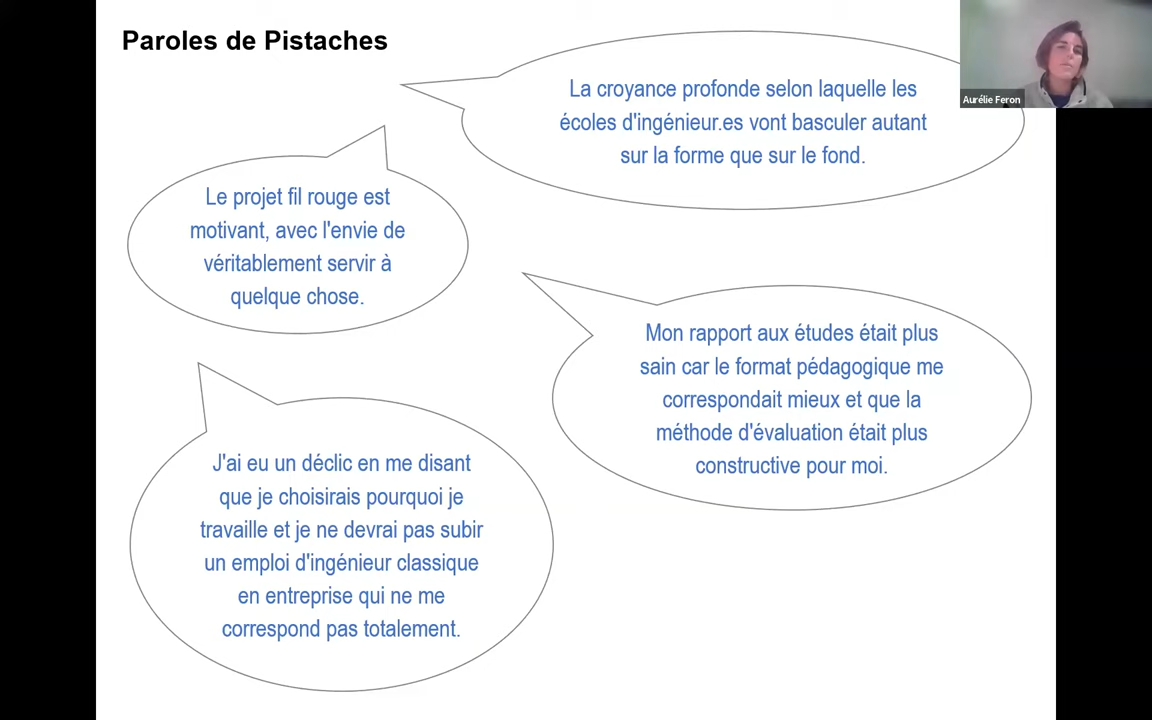 Paroles de Pistaches
La croyance profonde selon laquelle les
écoles d'ingénieur.es vont basculer autant
sur la forme que sur le fond.
Aurélie Feron
Le projet fil rouge est
motivant, avec l'envie de
véritablement servir à
quelque chose.
Mon rapport aux études était plus
sain car le format pédagogique me
correspondait mieux et que la
méthode d'évaluation était plus
constructive pour moi.
J'ai eu un déclic en me disant
que je choisirais pourquoi je
travaille et je ne devrai pas subir
un emploi d'ingénieur classique
en entreprise qui ne me
correspond pas totalement.